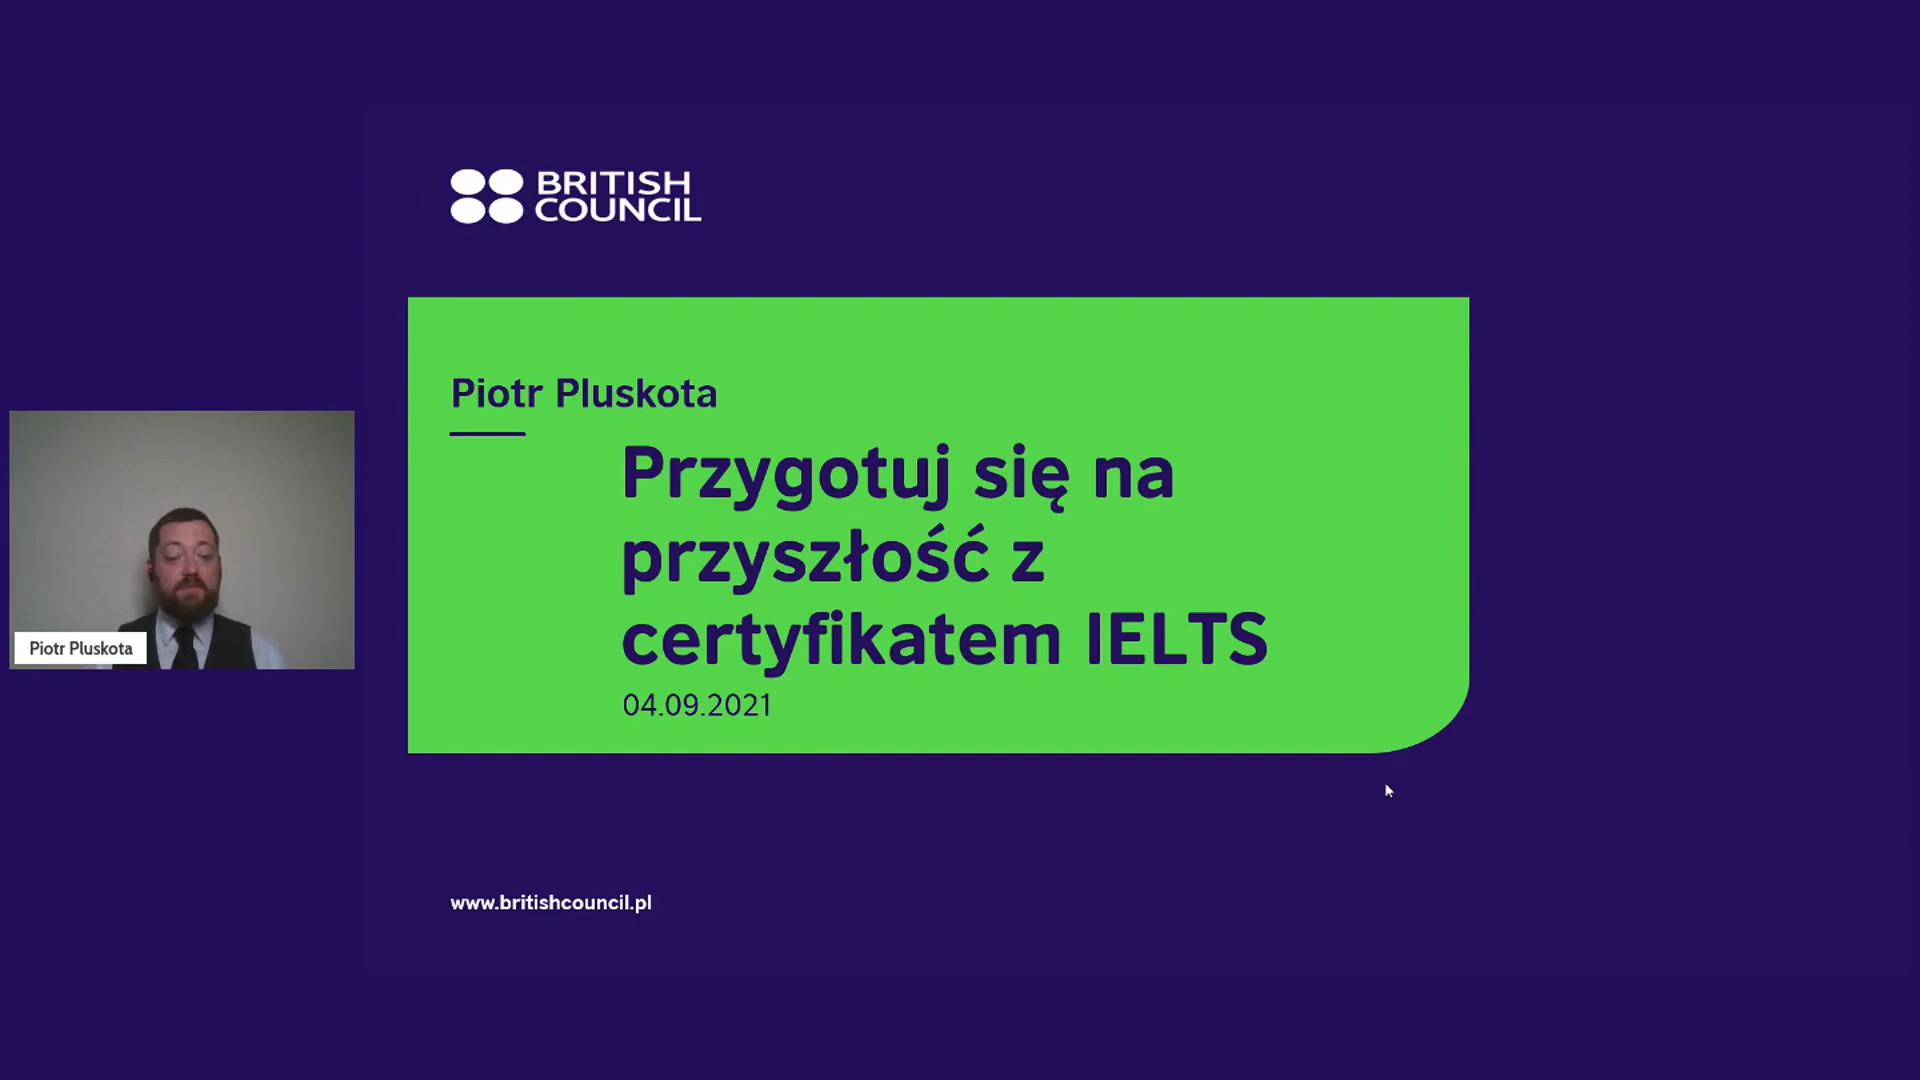 BRITISH
COUNCIL
Piotr Pluskota
Przygotuj się na
przyszłość z
certyfikatem IELTS
04.09.2021
Piotr Pluskota
www.britishcouncil.pl